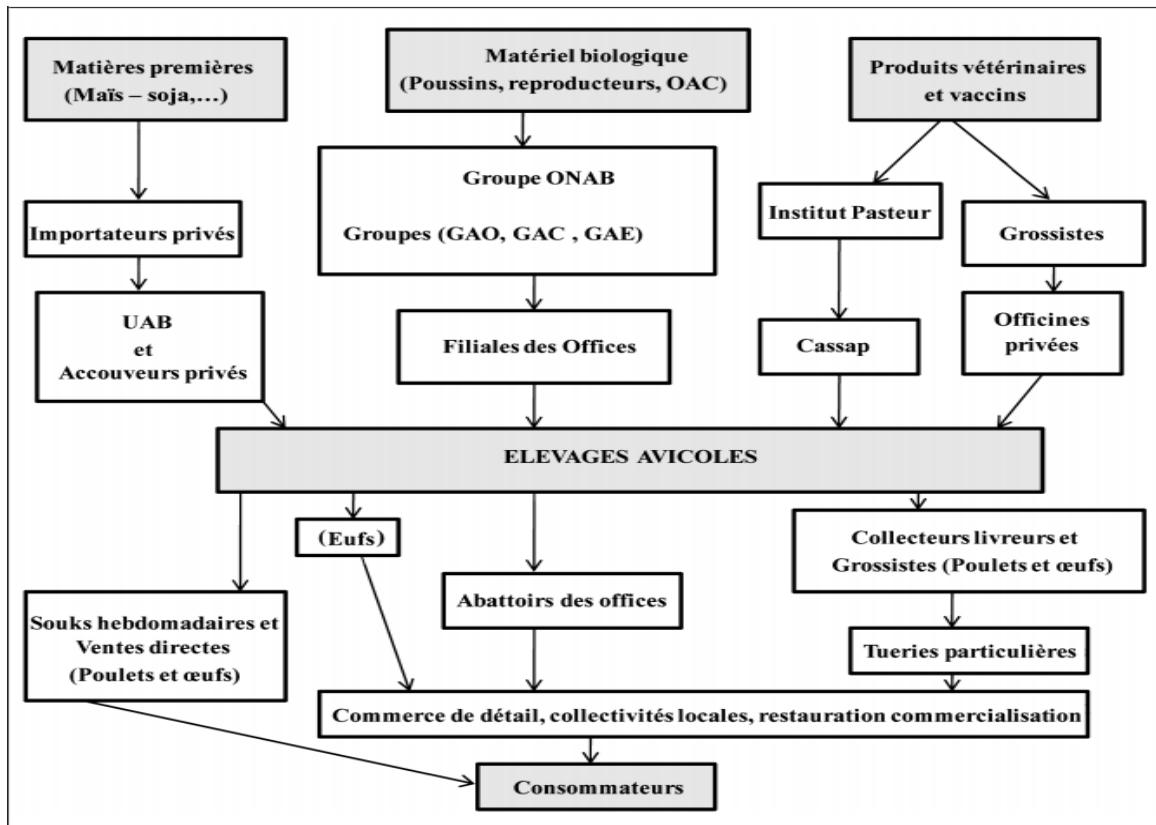 Matières premières
(Maïs – soja,...)
Matériel biologique
(Poussins, reproducteurs, OAC)
Produits vétérinaires
et vaccins
Groupe ONAB
Groupes (GAO, GAC , GAE)
Importateurs privés
Institut Pasteur
Grossistes
UAB
et
Accouveurs privés
Filiales des Offices
Cassap
Officines
privées
ELEVAGES AVICOLES
(Eufs)
Collecteurs livreurs et
Grossistes (Poulets et œufs)
Souks hebdomadaires et
Ventes directes
(Poulets et œufs)
Abattoirs des offices
Tueries particulières
Commerce de détail, collectivités locales, restauration commercialisation
Consommateurs